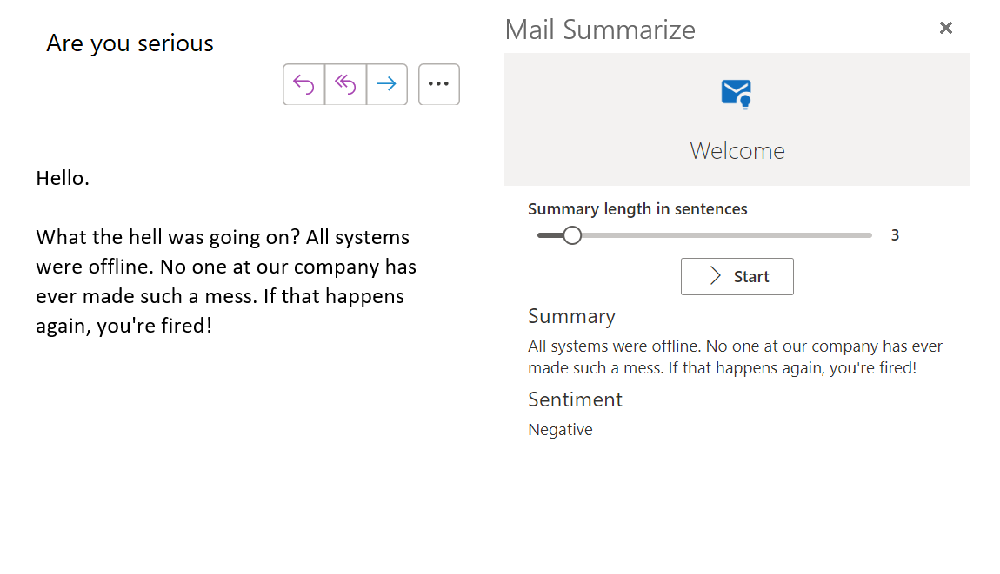 Are you serious
Hello.
What the hell was going on? All systems
were offline. No one at our company has
ever made such a mess. If that happens
again, you're fired!
Mail Summarize
Welcome
Summary length in sentences
3
Start
Summary
All systems were offline. No one at our company has ever
made such a mess. If that happens again, you're fired!
Sentiment
Negative